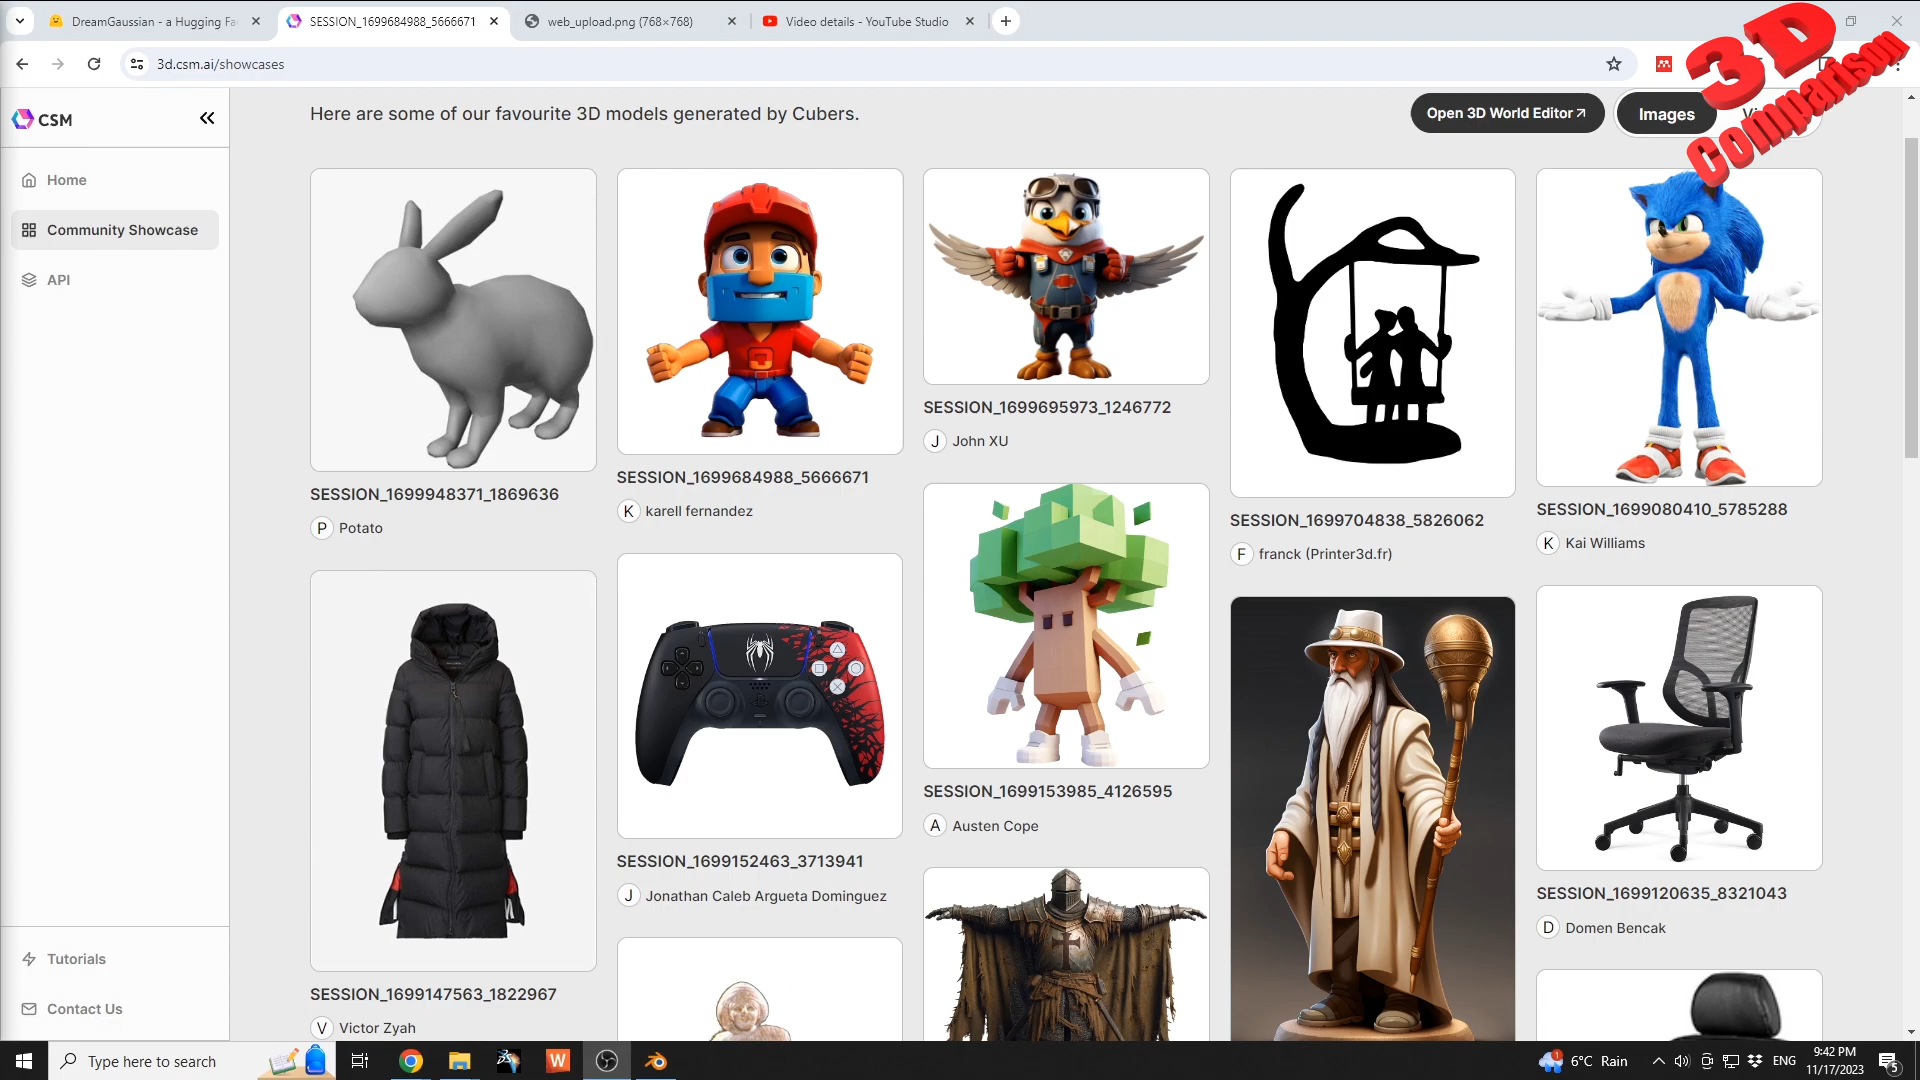 DreamGaussian - a Hugging Fa
SESSION_1699684988_5666671
web_upload.png (768×768)
Video details - YouTube Studio
3d.csm.ai/showcases
3D
Comparison
CSM
Here are some of our favourite 3D models generated by Cubers.
Open 3D World Editor
Images
Home
Community Showcase
API
SESSION_1699948371_1869636
P Potato
SESSION_1699684988_5666671
K karell fernandez
SESSION_1699695973_1246772
J John XU
SESSION_1699704838_5826062
F franck (Printer3d.fr)
SESSION_1699080410_5785288
K Kai Williams
SESSION_1699147563_1822967
V Victor Zyah
SESSION_1699152463_3713941
J Jonathan Caleb Argueta Dominguez
SESSION_1699153985_4126595
A Austen Cope
SESSION_1699120635_8321043
D Domen Bencak
Tutorials
Contact Us
Type here to search
W
1
6°C Rain
ENG
9:42 PM
11/17/2023
5